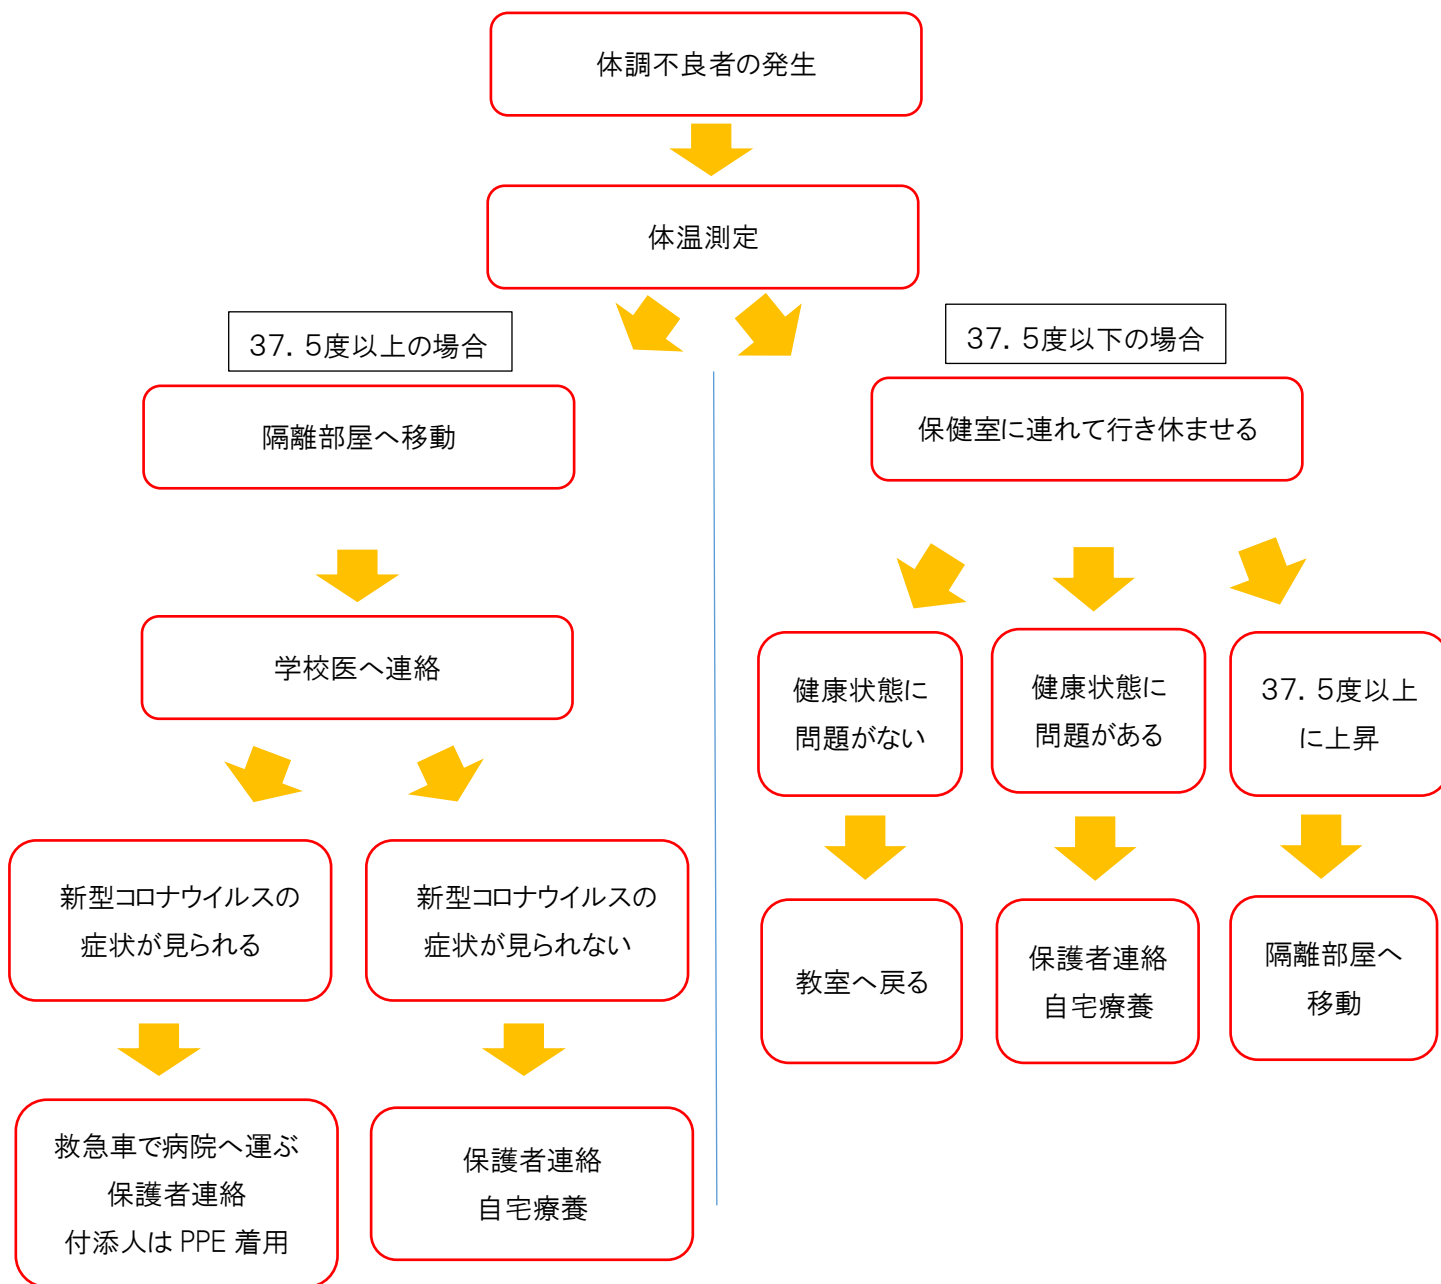 体調不良者の発生
体温測定
37. 5度以上の場合
37. 5度以下の場合
隔離部屋へ移動
保健室に連れて行き休ませる
学校医へ連絡
健康状態に
問題がない
健康状態に
問題がある
37. 5度以上
に上昇
新型コロナウイルスの
症状が見られる
新型コロナウイルスの
症状が見られない
教室へ戻る
保護者連絡
自宅療養
隔離部屋へ
移動
救急車で病院へ運ぶ
保護者連絡
付添人は PPE 着用
保護者連絡
自宅療養